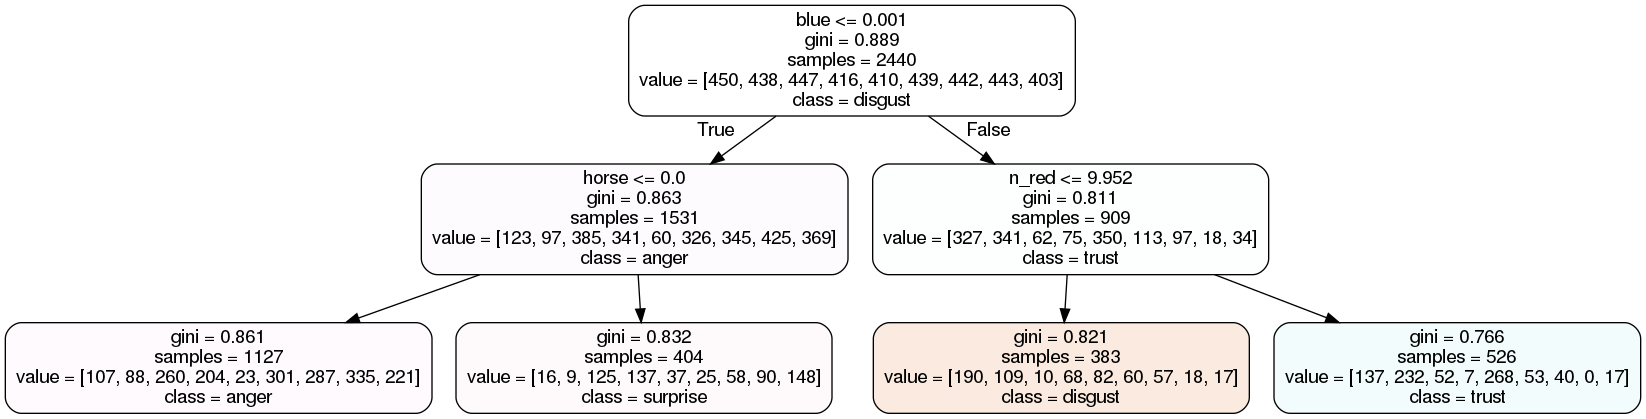 blue <= 0.001
gini = 0.889
samples = 2440
value = [450, 438, 447, 416, 410, 439, 442, 443, 403]
class = disgust
True
False
horse <= 0.0
gini = 0.863
samples = 1531
value = [123, 97, 385, 341, 60, 326, 345, 425, 369]
class = anger
n_red <= 9.952
gini = 0.811
samples = 909
value = [327, 341, 62, 75, 350, 113, 97, 18, 34]
class = trust
gini = 0.861
samples = 1127
value = [107, 88, 260, 204, 23, 301, 287, 335, 221]
class = anger
gini = 0.832
samples = 404
value = [16, 9, 125, 137, 37, 25, 58, 90, 148]
class = surprise
gini = 0.821
samples = 383
value = [190, 109, 10, 68, 82, 60, 57, 18, 17]
class = disgust
gini = 0.766
samples = 526
value = [137, 232, 52, 7, 268, 53, 40, 0, 17]
class = trust